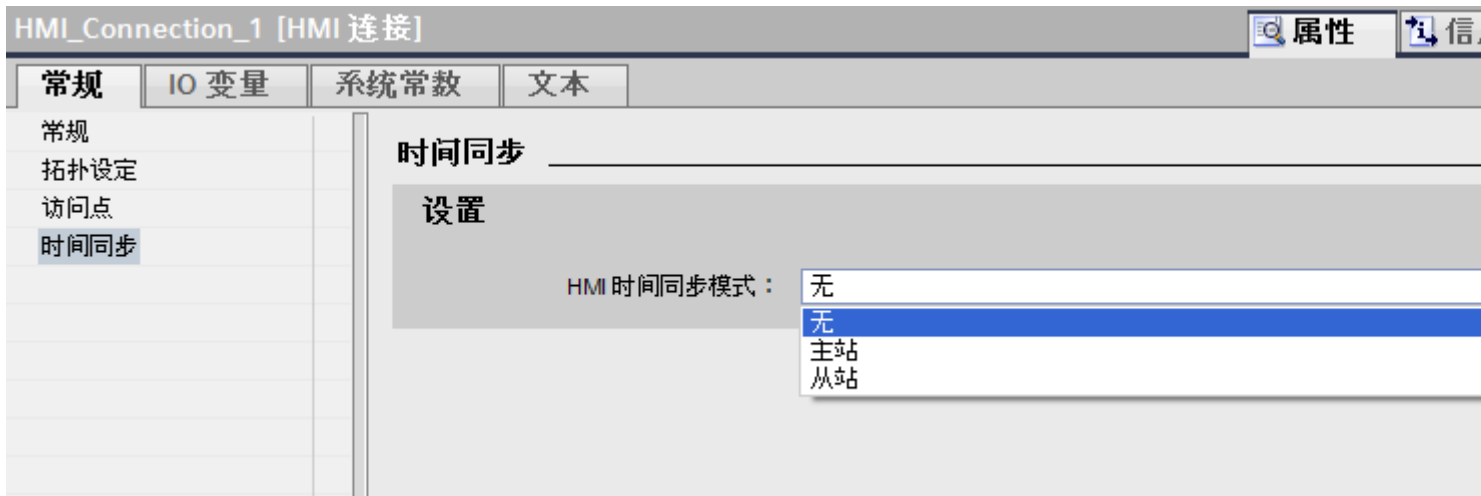 HMI_Connection_1 [HMI 连接]
属性
信
常规
IO 变量
系统常数
文本
常规
拓扑设定
访问点
时间同步
时间同步
设置
HMI 时间同步模式：
无
无
主站
从站